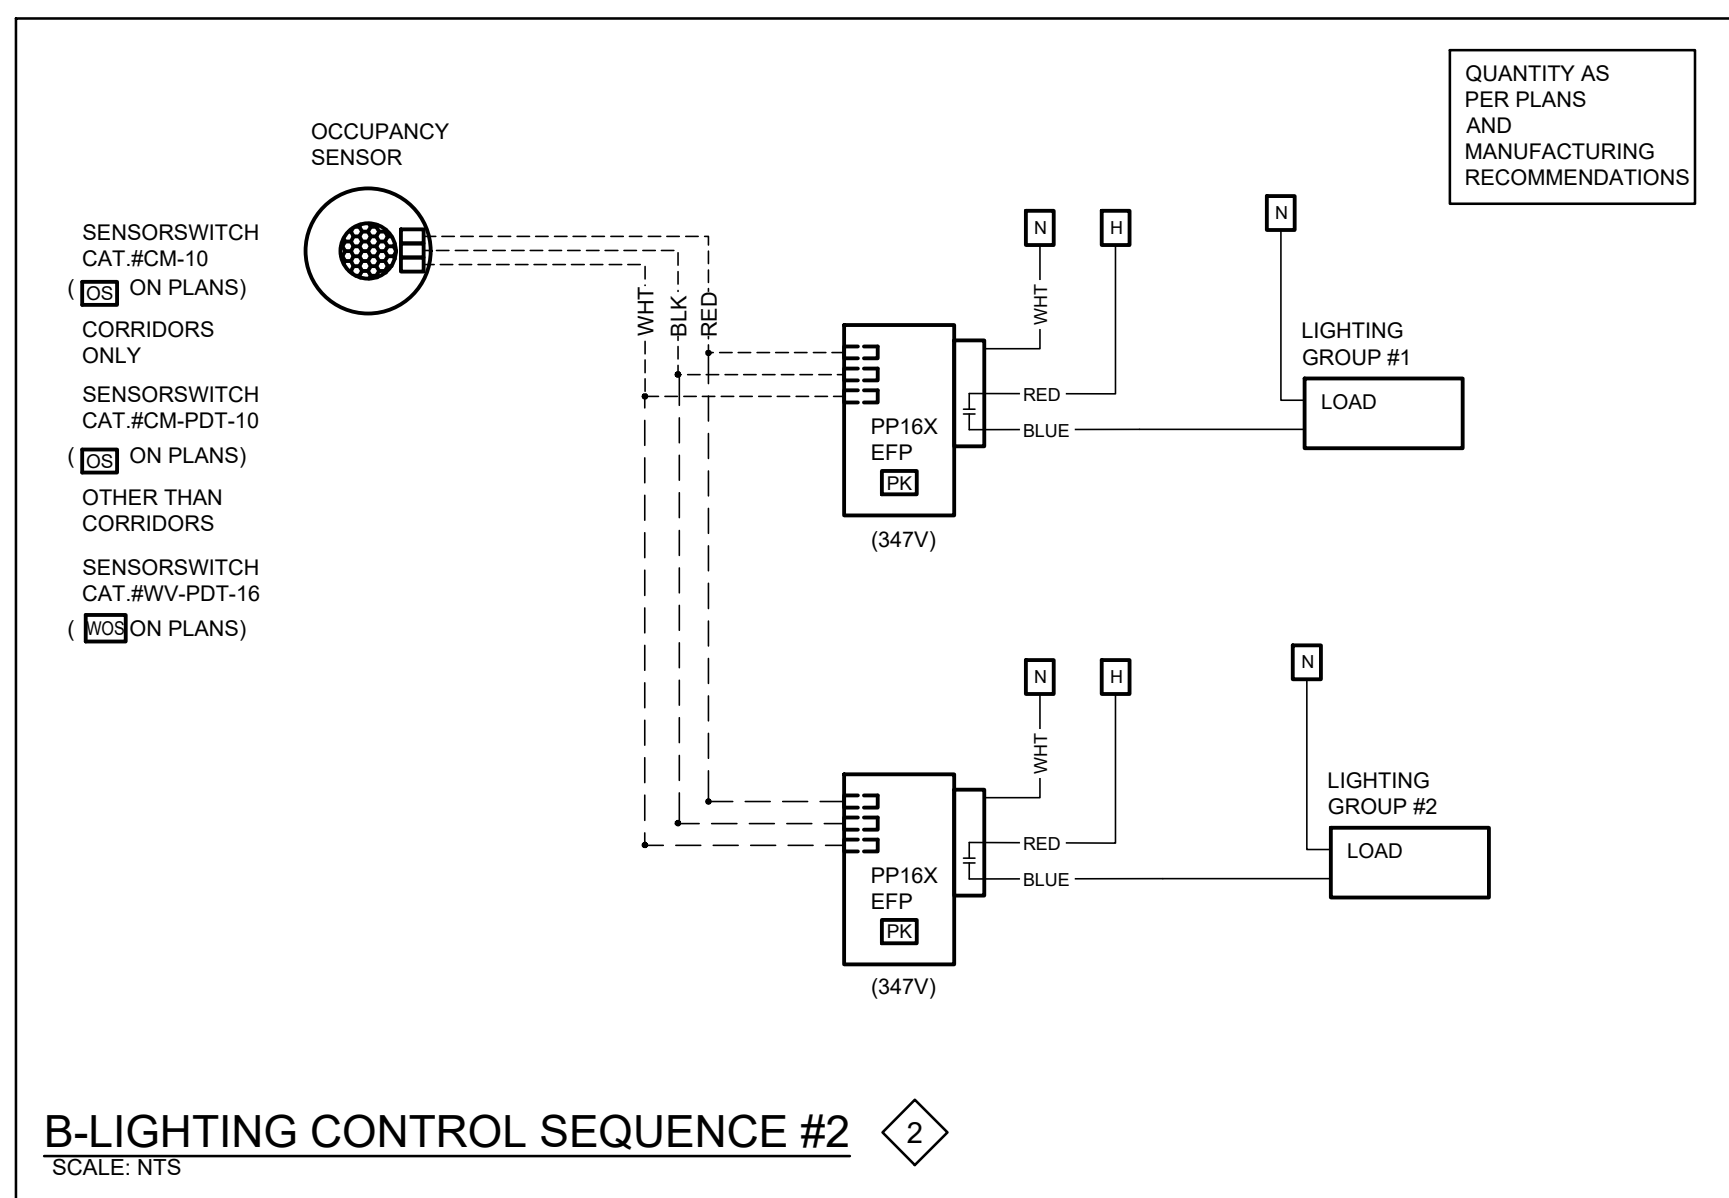 QUANTITY AS
PER PLANS
AND
MANUFACTURING
RECOMMENDATIONS
OCCUPANCY
SENSOR
SENSORSWITCH
CAT.#CM-10
( OS ON PLANS)
CORRIDORS
ONLY
SENSORSWITCH
CAT.#CM-PDT-10
( OS ON PLANS)
OTHER THAN
CORRIDORS
SENSORSWITCH
CAT.#WV-PDT-16
( WOS ON PLANS)
WHT
BLK
RED
N
H
N
WHT
RED
BLUE
PP16X
EFP
PK
(347V)
LIGHTING
GROUP #1
LOAD
N
H
N
WHT
RED
BLUE
PP16X
EFP
PK
(347V)
LIGHTING
GROUP #2
LOAD
B-LIGHTING CONTROL SEQUENCE #2
2
SCALE: NTS